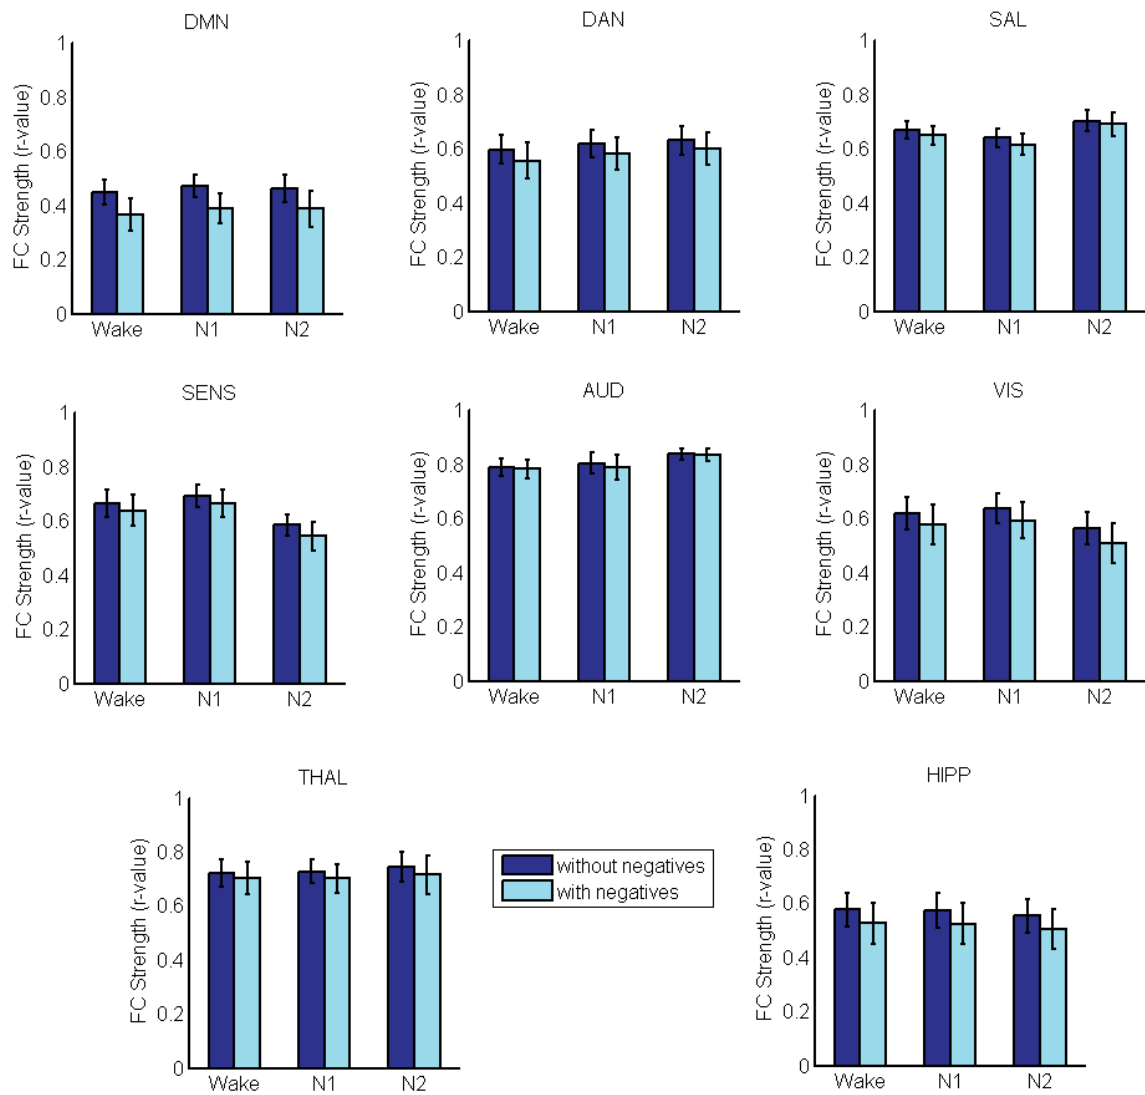 DMN
DAN
SAL
FC Strength (r-value)
1
0.8
0.6
0.4
0.2
0
Wake N1 N2
FC Strength (r-value)
1
0.8
0.6
0.4
0.2
0
Wake N1 N2
FC Strength (r-value)
1
0.8
0.6
0.4
0.2
0
Wake N1 N2
SENS
AUD
VIS
FC Strength (r-value)
1
0.8
0.6
0.4
0.2
0
Wake N1 N2
FC Strength (r-value)
1
0.8
0.6
0.4
0.2
0
Wake N1 N2
FC Strength (r-value)
1
0.8
0.6
0.4
0.2
0
Wake N1 N2
THAL
HIPP
FC Strength (r-value)
1
0.8
0.6
0.4
0.2
0
Wake N1 N2
without negatives
with negatives
FC Strength (r-value)
1
0.8
0.6
0.4
0.2
0
Wake N1 N2